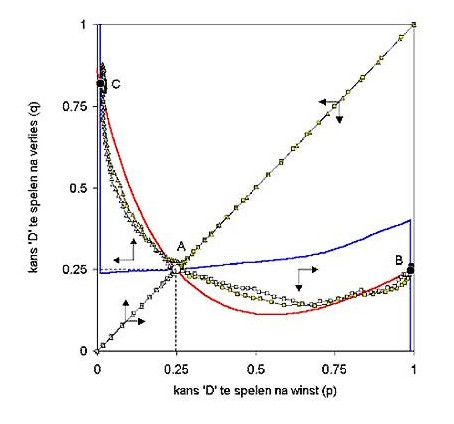 1
0.75
0.5
0.25
0
0
0.25
0.5
0.75
1
C
A
B
kans 'D' te spelen na verlies (q)
kans 'D' te spelen na winst (p)